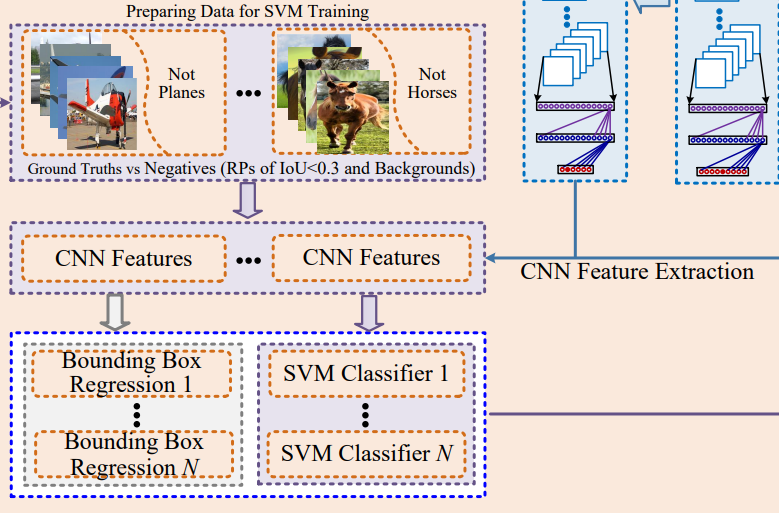 Preparing Data for SVM Training
Not
Planes
Not
Horses
Ground Truths vs Negatives (RPs of IoU<0.3 and Backgrounds)
CNN Features
CNN Features
CNN Feature Extraction
Bounding Box
Regression 1
SVM Classifier 1
Bounding Box
Regression N
SVM Classifier N